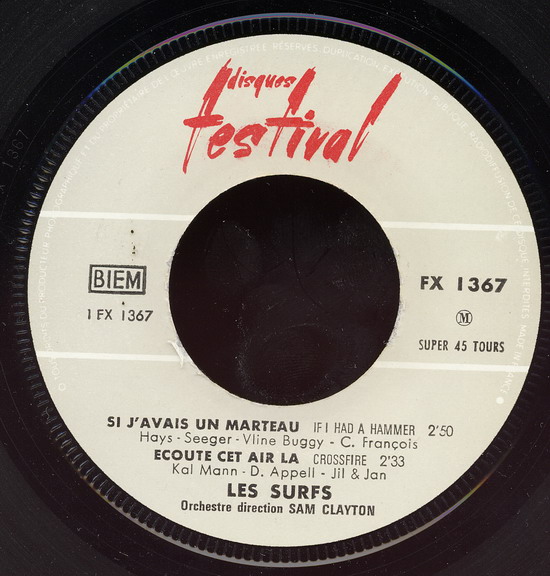 disques
festival
BIEM
1 FX 1367
FX 1367
M
SUPER 45 TOURS
SI J'AVAIS UN MARTEAU IF I HAD A HAMMER 2'50
Hays - Seeger - Vline Buggy - C. François
ECOUTE CET AIR LA CROSSFIRE 2'33
Kal Mann - D. Appell - Jil & Jan
LES SURFS
Orchestre direction SAM CLAYTON